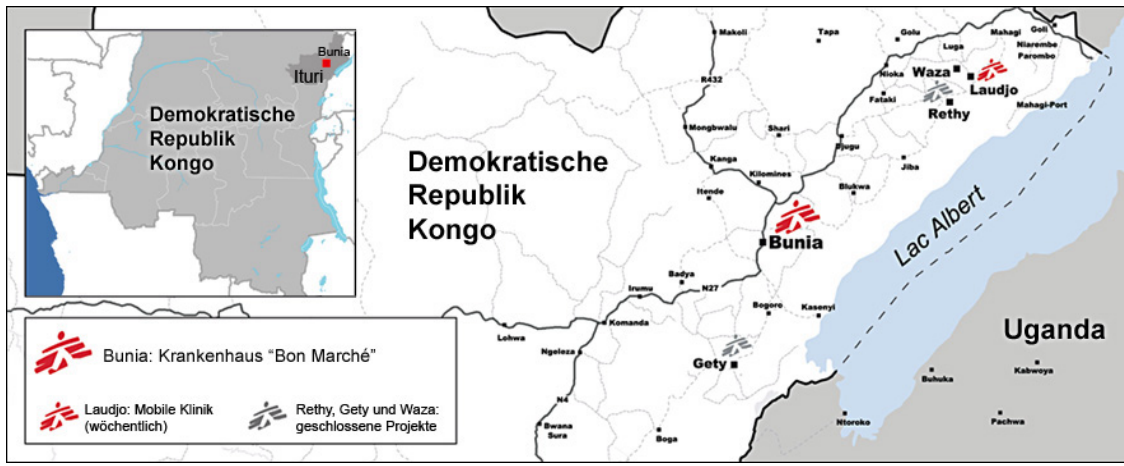 Bunia
Ituri
Demokratische
Republik
Kongo
Demokratische
Republik
Kongo
Makoli
Tapa
Golu
Luga
Mahagi
Goli
Niarembe
Parombo
R432
Nioka
Waza
Laudjo
Fataki
Rethy
Mahagi-Port
Mongbwalu
Shari
Djugu
Jiba
Kanga
Kilomines
Itende
Blukwa
Bunia
Lac Albert
Badya
Irumu
N27
Bogoro
Kasenyi
Lohwa
Komanda
Ngeleza
Gety
Uganda
Buhuka
Kabwoya
N4
Bwana
Sura
Boga
Ntoroko
Pachwa
Bunia: Krankenhaus “Bon Marché”
Laudjo: Mobile Klinik
(wöchentlich)
Rethy, Gety und Waza:
geschlossene Projekte